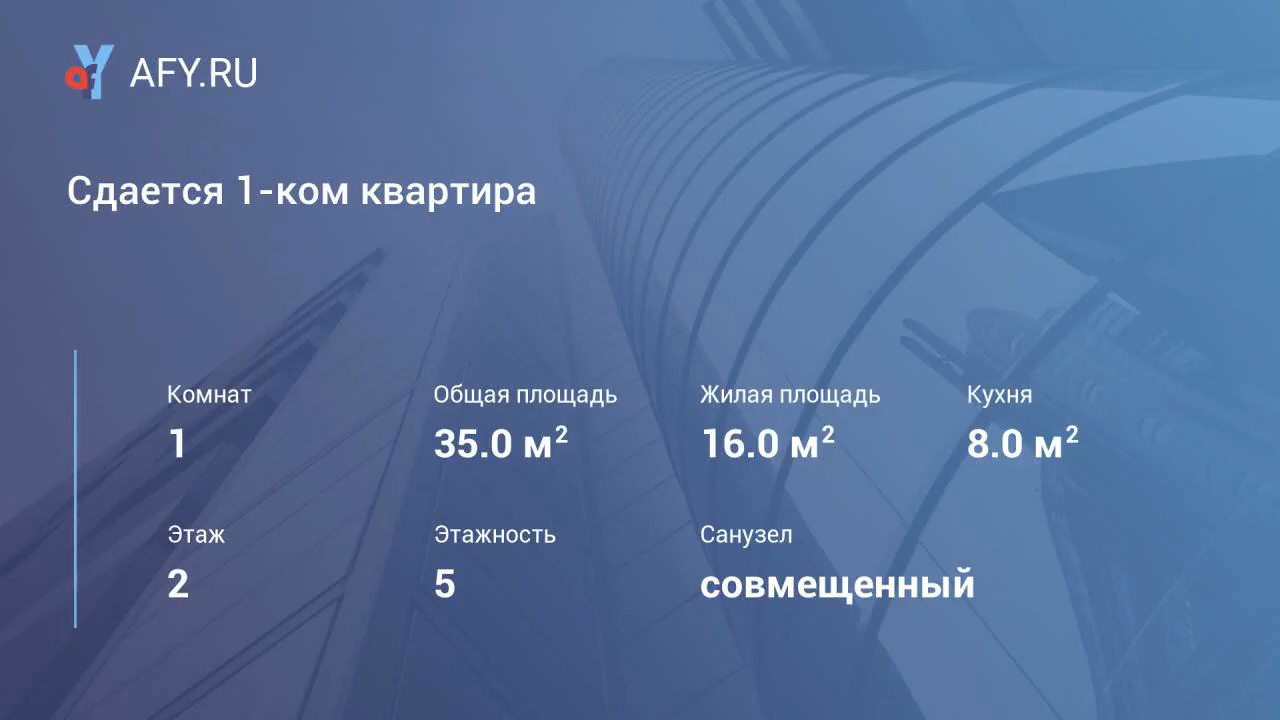 aFY AFY.RU
Сдается 1-ком квартира
Комнат
1
Общая площадь
35.0 м²
Жилая площадь
16.0 м²
Кухня
8.0 м²
Этаж
2
Этажность
5
Санузел
совмещенный